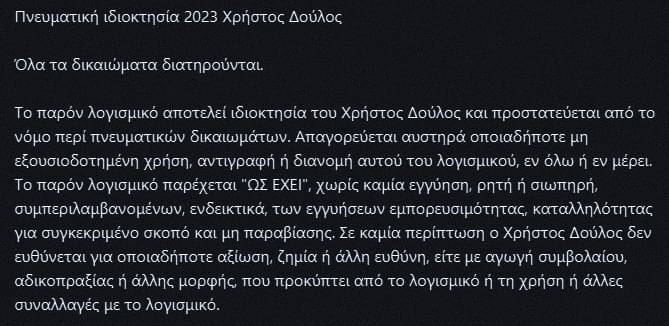 Πνευματική ιδιοκτησία 2023 Χρήστος Δούλος
Όλα τα δικαιώματα διατηρούνται.
Το παρόν λογισμικό αποτελεί ιδιοκτησία του Χρήστος Δούλος και προστατεύεται από το
νόμο περί πνευματικών δικαιωμάτων. Απαγορεύεται αυστηρά οποιαδήποτε μη
εξουσιοδοτημένη χρήση, αντιγραφή ή διανομή αυτού του λογισμικού, εν όλω ή εν μέρει.
Το παρόν λογισμικό παρέχεται "ΩΣ ΕΧΕΙ", χωρίς καμία εγγύηση, ρητή ή σιωπηρή,
συμπεριλαμβανομένων, ενδεικτικά, των εγγυήσεων εμπορευσιμότητας, καταλληλότητας
για συγκεκριμένο σκοπό και μη παραβίασης. Σε καμία περίπτωση ο Χρήστος Δούλος δεν
ευθύνεται για οποιαδήποτε αξίωση, ζημία ή άλλη ευθύνη, είτε με αγωγή συμβολαίου,
αδικοπραξίας ή άλλης μορφής, που προκύπτει από το λογισμικό ή τη χρήση ή άλλες
συναλλαγές με το λογισμικό.